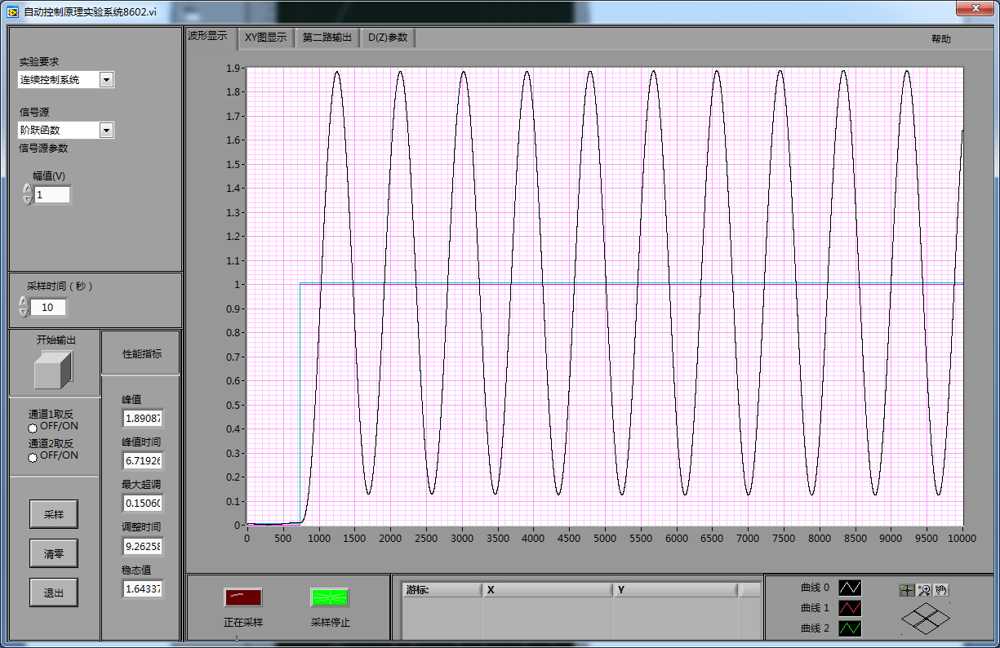 自动控制原理实验系统8602.vi
波形显示 XY图显示 第二路输出 D(Z)参数 帮助
实验要求
连续控制系统
信号源
阶跃函数
信号源参数
幅值(V)
1
采样时间（秒）
10
开始输出
通道1取反
OFF/ON
通道2取反
OFF/ON
采样
清零
退出
性能指标
峰值
1.89087
峰值时间
6.71926
最大超调
0.15060
调整时间
9.26258
稳态值
1.64337
1.9
1.8
1.7
1.6
1.5
1.4
1.3
1.2
1.1
1
0.9
0.8
0.7
0.6
0.5
0.4
0.3
0.2
0.1
0
0 500 1000 1500 2000 2500 3000 3500 4000 4500 5000 5500 6000 6500 7000 7500 8000 8500 9000 9500 10000
正在采样 采样停止
游标: X Y
曲线 0
曲线 1
曲线 2